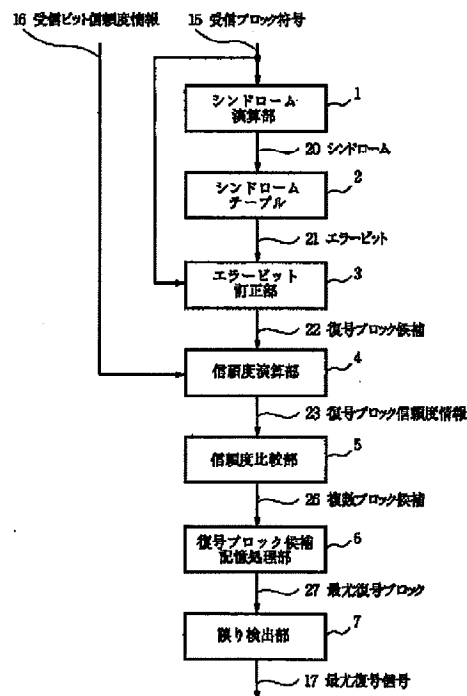 16 受信ビット信頼度情報
15 受信ブロック符号
シンドローム
演算部
1
20 シンドローム
シンドローム
テーブル
2
21 エラービット
エラービット
訂正部
3
22 復号ブロック候補
信頼度演算部
4
23 復号ブロック信頼度情報
信頼度比較部
5
26 複数ブロック候補
復号ブロック候補
記憶処理部
6
27 最尤復号ブロック
誤り検出部
7
17 最尤復号信号